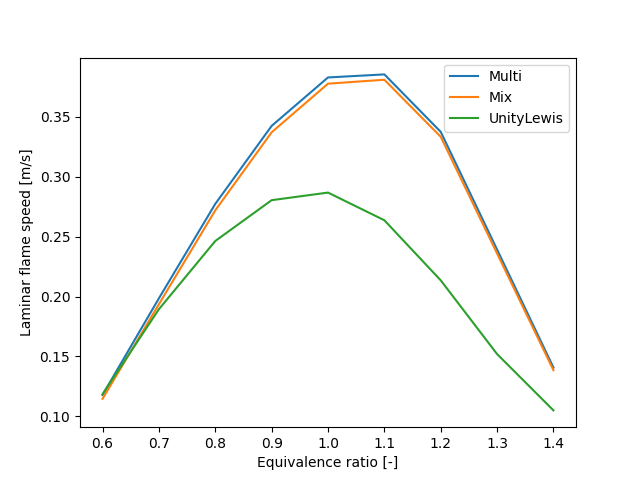 Multi
Mix
UnityLewis
Laminar flame speed [m/s]
0.35
0.30
0.25
0.20
0.15
0.10
0.6 0.7 0.8 0.9 1.0 1.1 1.2 1.3 1.4
Equivalence ratio [-]